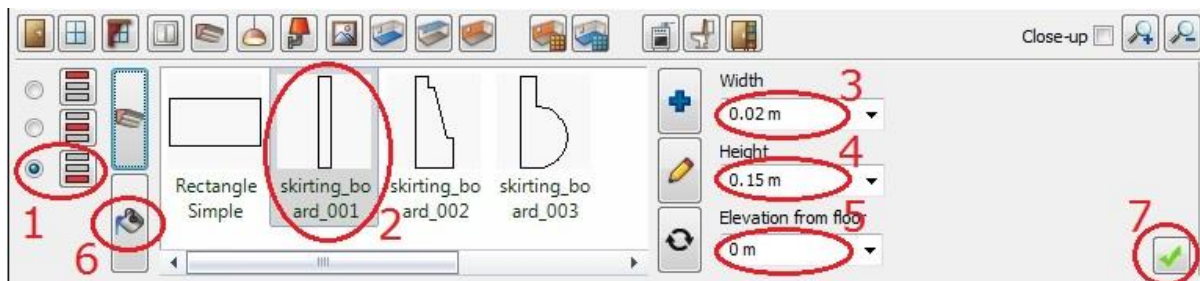 Close-up
Width
3
0.02 m
Height
4
0.15 m
Elevation from floor
5
0 m
Rectangle
Simple
skirting_bo
ard_001
skirting_bo
ard_002
skirting_bo
ard_003
1
2
6
7